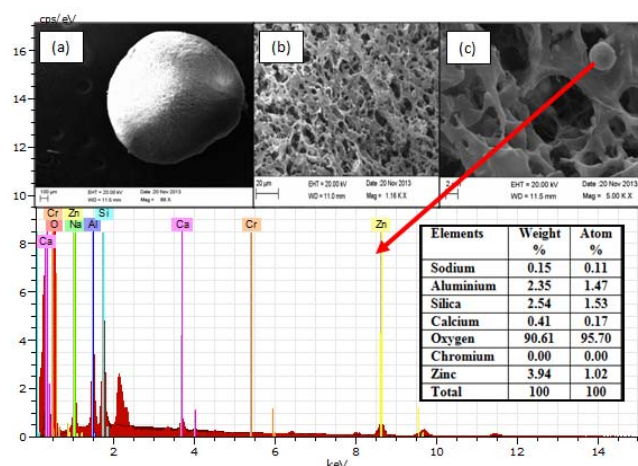 cps/eV
16
14
12
10
8
6
4
2
0
(a)
(b)
(c)
100 µm
EHT = 20.00 kV
WD = 11.5 mm
Date :20 Nov 2013
20 µm
EHT = 20.00 kV
WD = 11.0 mm
Date :20 Nov 2013
Mag = 1.16 K X
2
EHT = 20.00 kV
WD = 11.5 mm
Date :20 Nov 2013
Mag = 5.00 K X
Cr Zn Si
O Na Al Ca Cr Zn
Ca
Elements Weight % Atom %
Sodium 0.15 0.11
Aluminium 2.35 1.47
Silica 2.54 1.53
Calcium 0.41 0.17
Oxygen 90.61 95.70
Chromium 0.00 0.00
Zinc 3.94 1.02
Total 100 100
2 4 6 8 10 12 14
keV